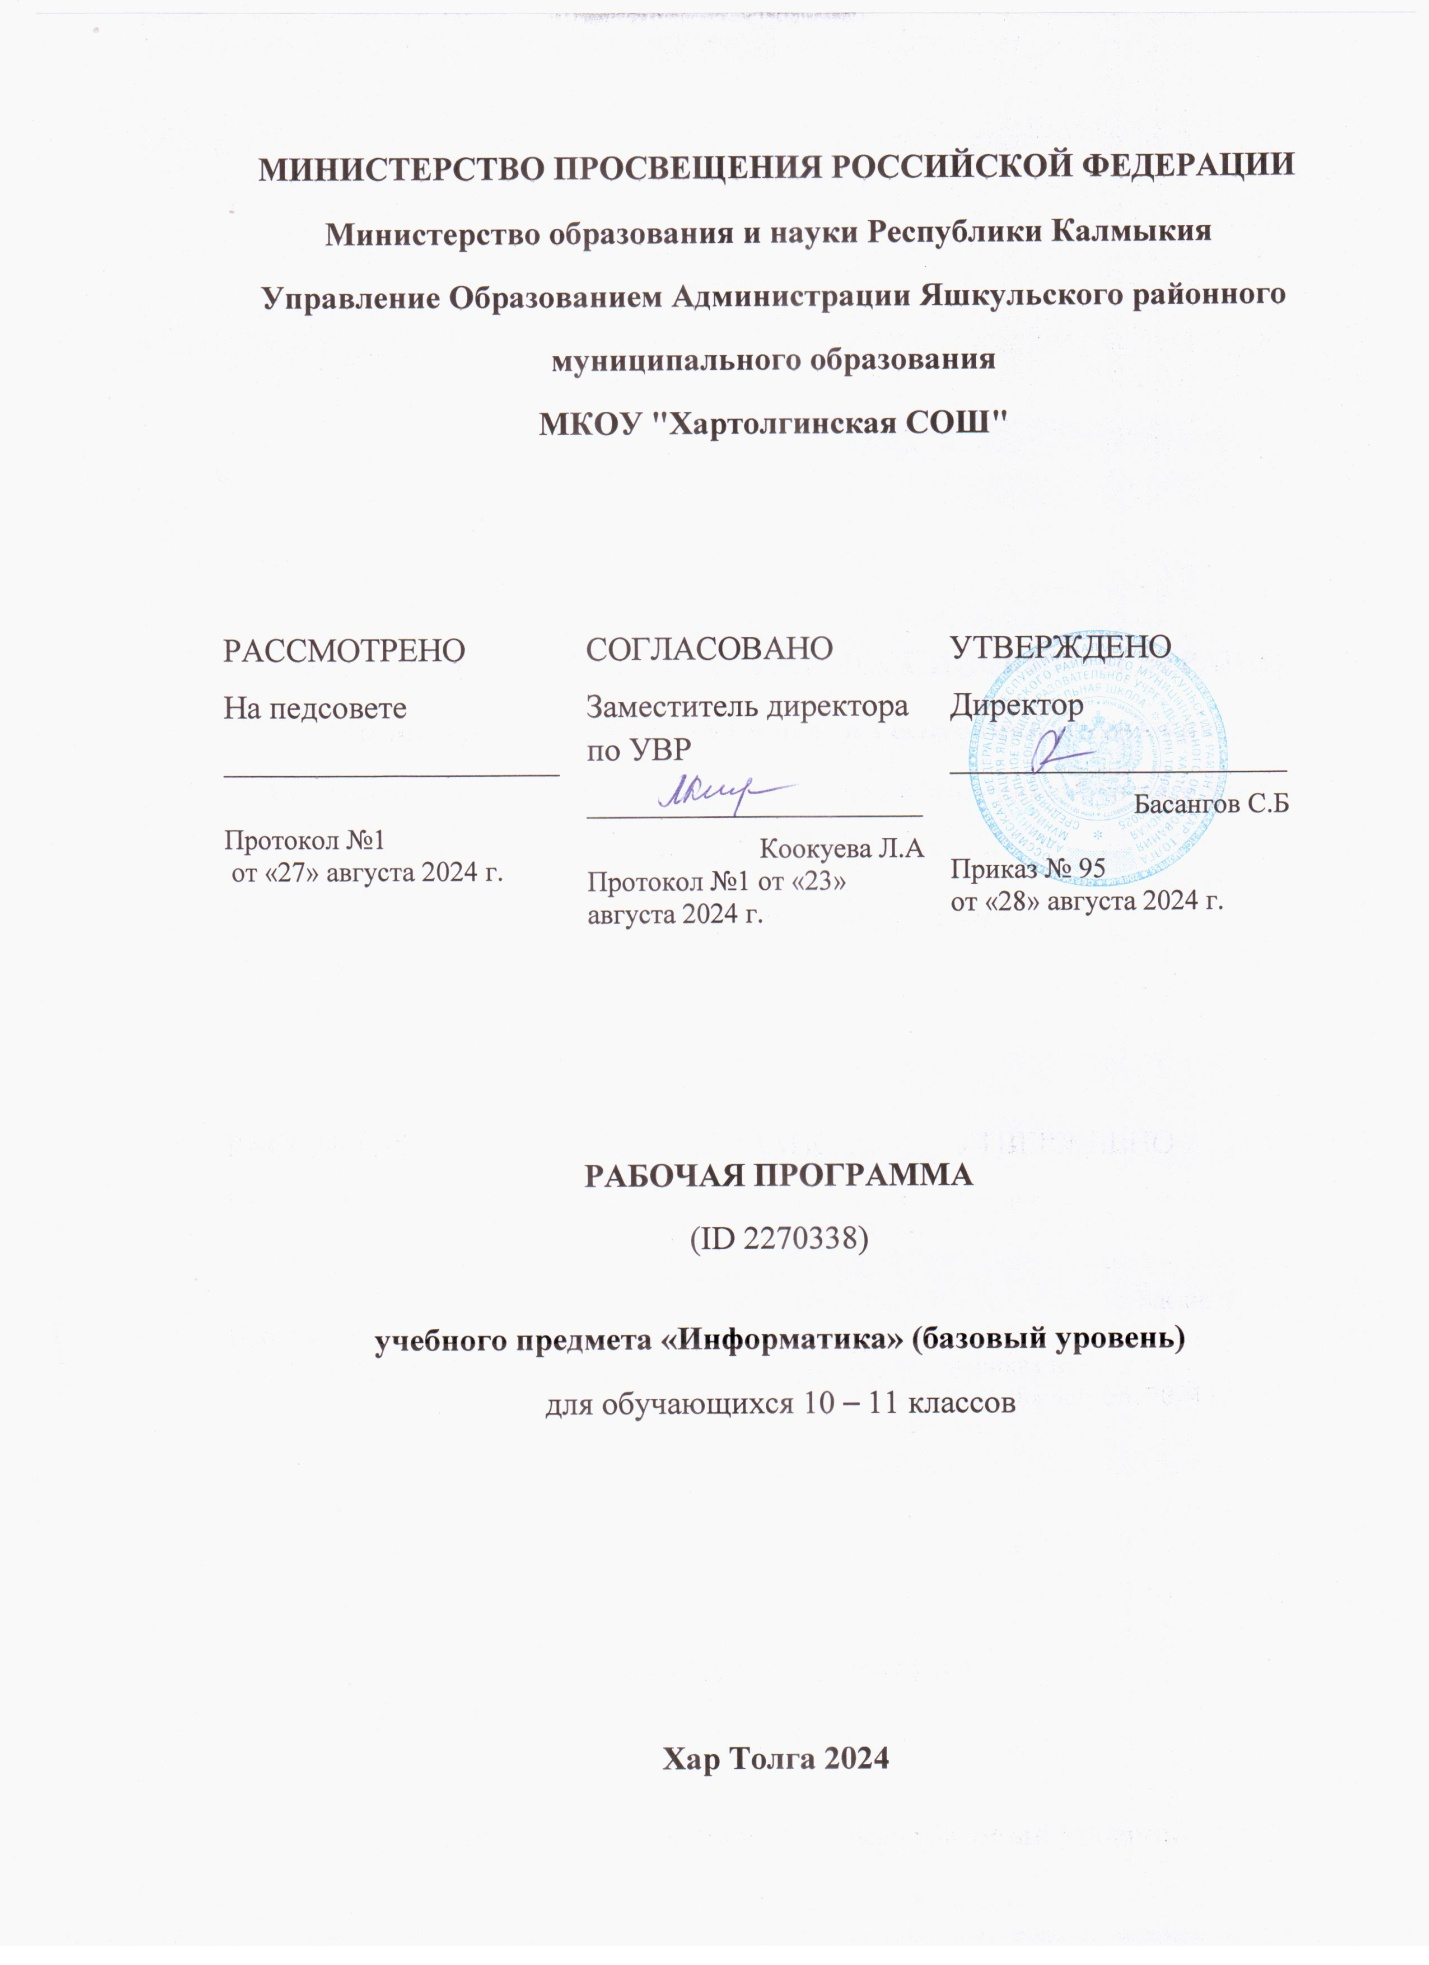 МИНИСТЕРСТВО ПРОСВЕЩЕНИЯ РОССИЙСКОЙ ФЕДЕРАЦИИ
Министерство образования и науки Республики Калмыкия
Управление Образованием Администрации Яшкульского районного
муниципального образования
МКОУ "Хартолгинская СОШ"
РАССМОТРЕНО
На педсовете
Протокол №1
от «27» августа 2024 г.
СОГЛАСОВАНО
Заместитель директора
по УВР
Коокуева Л.А
Протокол №1 от «23»
августа 2024 г.
УТВЕРЖДЕНО
Директор
Басангов С.Б
Приказ № 95
от «28» августа 2024 г.
РАБОЧАЯ ПРОГРАММА
(ID 2270338)
учебного предмета «Информатика» (базовый уровень)
для обучающихся 10 – 11 классов
Хар Толга 2024